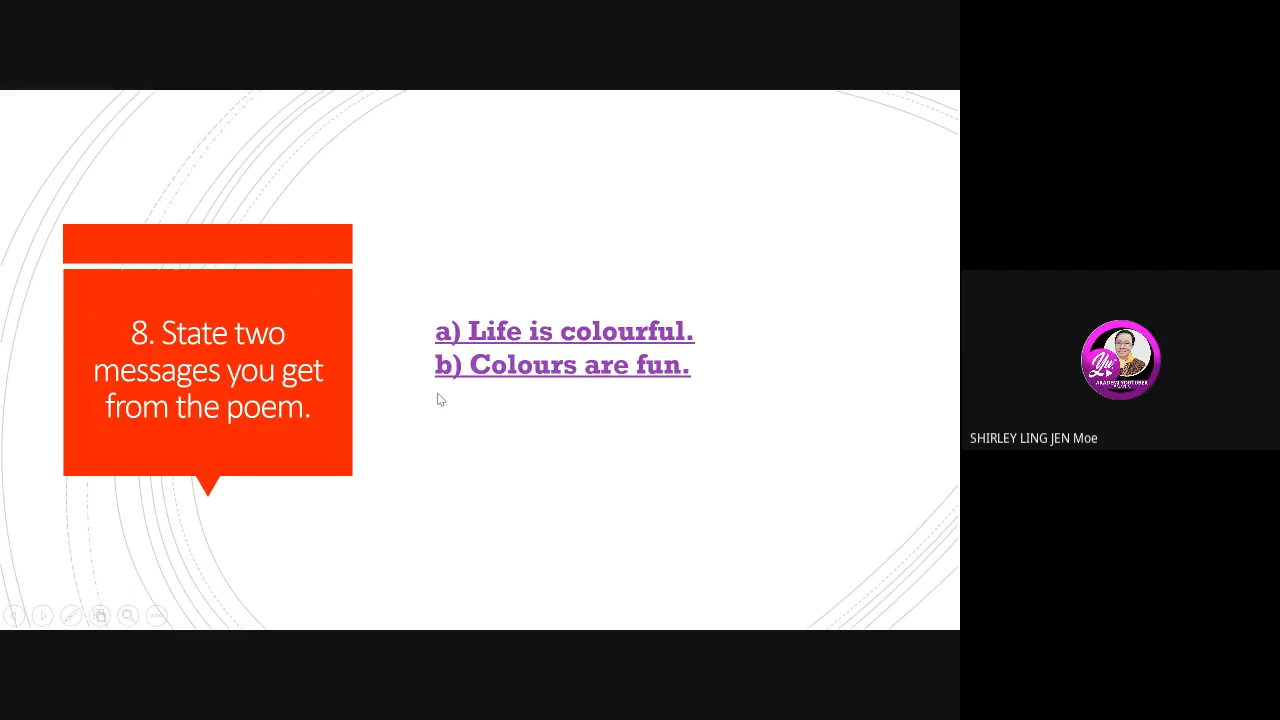 8. State two
messages you get
from the poem.
a) Life is colourful.
b) Colours are fun.
SHIRLEY LING JEN Moe